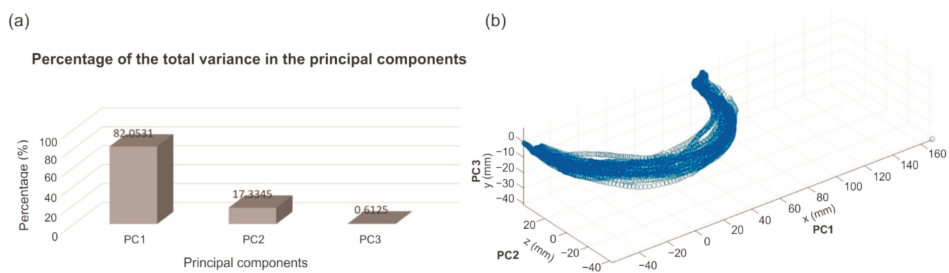 (a)
Percentage of the total variance in the principal components
Percentage (%)
100
80
60
40
20
0
82.0531
17.3345
0.6125
PC1
PC2
PC3
Principal components
(b)
PC3
y (mm)
0
−10
−20
−30
−40
PC2
z (mm)
20
0
−20
−40
−40
−20
0
20
40
60
80
100
120
140
160
x (mm)
PC1